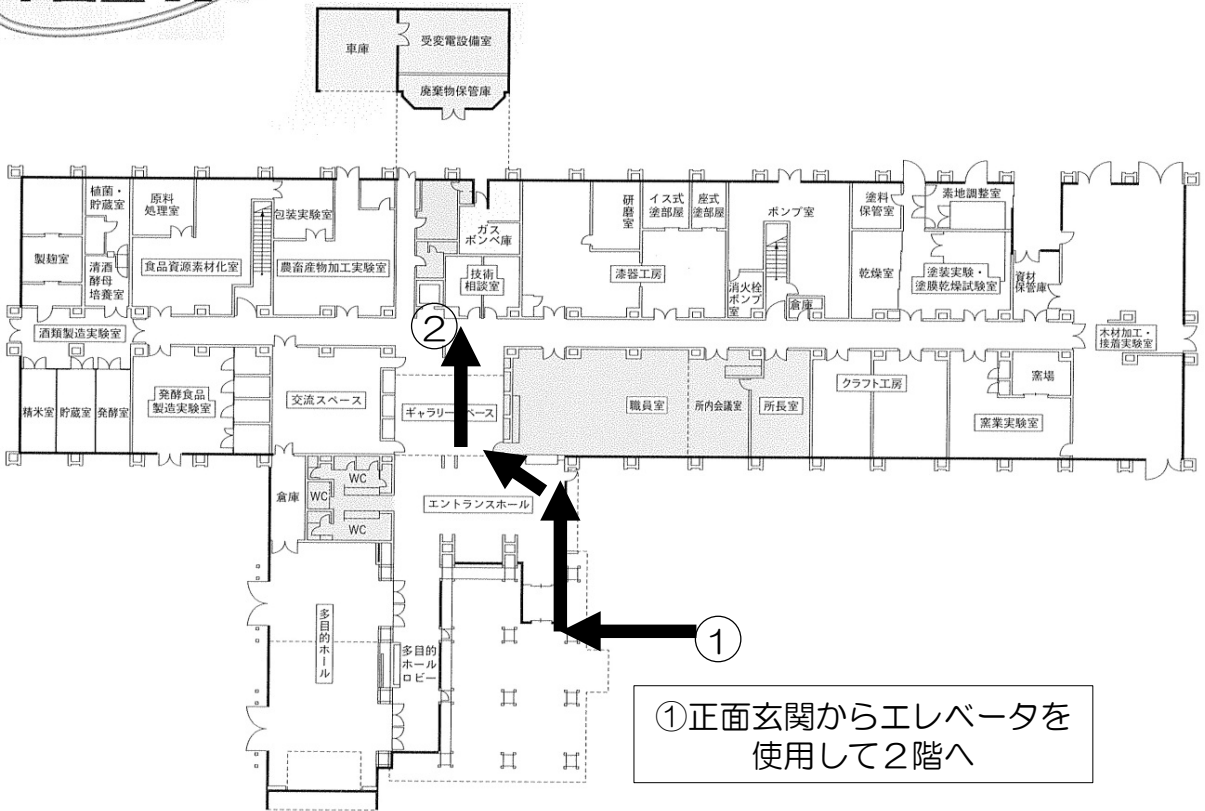 車庫
受変電設備室
廃棄物保管庫
植菌・
貯蔵室
原料
処理室
包装実験室
ガス
ボンベ庫
研
磨
室
イス式
塗部屋
座式
塗部屋
ポンプ室
塗料
保管室
素地調整室
製麹室
清酒
酵母
培養室
食品資源素材化室
農畜産物加工実験室
技術
相談室
漆器工房
消火栓
ポンプ
室
倉庫
乾燥室
塗装実験・
塗膜乾燥試験室
資材
保管庫
②
酒類製造実験室
木材加工・
接着実験室
精米室
貯蔵室
発酵室
発酵食品
製造実験室
交流スペース
ギャラリー
ペース
職員室
所内会議室
所長室
クラフト工房
窯場
窯業実験室
倉庫
WC
WC
WC
エントランスホール
多目的ホール
多目的
ホール
ロビー
①
①正面玄関からエレベータを
使用して2階へ